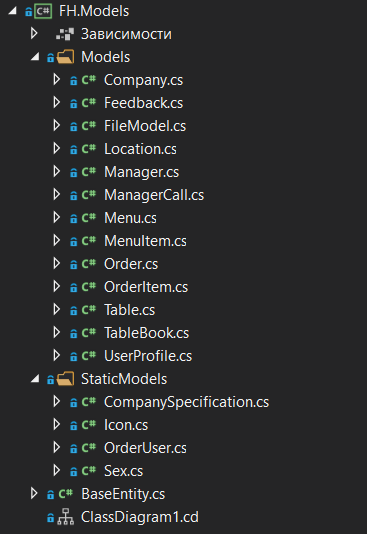 C# FH.Models
Зависимости
Models
C# Company.cs
C# Feedback.cs
C# FileModel.cs
C# Location.cs
C# Manager.cs
C# ManagerCall.cs
C# Menu.cs
C# MenuItem.cs
C# Order.cs
C# OrderItem.cs
C# Table.cs
C# TableBook.cs
C# UserProfile.cs
StaticModels
C# CompanySpecification.cs
C# Icon.cs
C# OrderUser.cs
C# Sex.cs
C# BaseEntity.cs
ClassDiagram1.cd